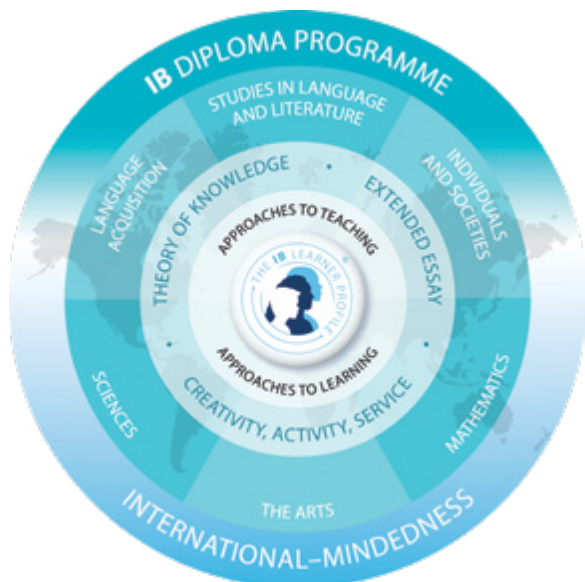 IB DIPLOMA PROGRAMME
STUDIES IN LANGUAGE
AND LITERATURE
LANGUAGE
ACQUISITION
INDIVIDUALS
AND SOCIETIES
THEORY OF KNOWLEDGE
•
EXTENDED ESSAY
APPROACHES TO TEACHING
THE IB LEARNER PROFILE
®
APPROACHES TO LEARNING
•
CREATIVITY, ACTIVITY, SERVICE
•
SCIENCES
MATHEMATICS
THE ARTS
INTERNATIONAL–MINDEDNESS